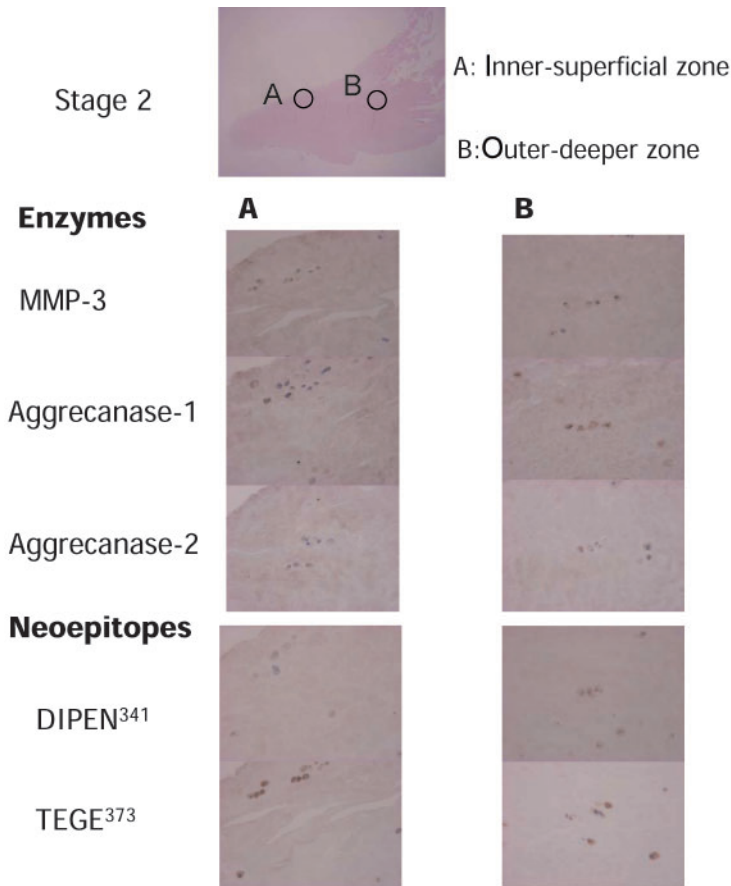 Stage 2
A
B
A: Inner-superficial zone
B:Outer-deeper zone
Enzymes
A
B
MMP-3
Aggrecanase-1
Aggrecanase-2
Neoepitopes
DIPEN³⁴¹
TEGE³⁷³